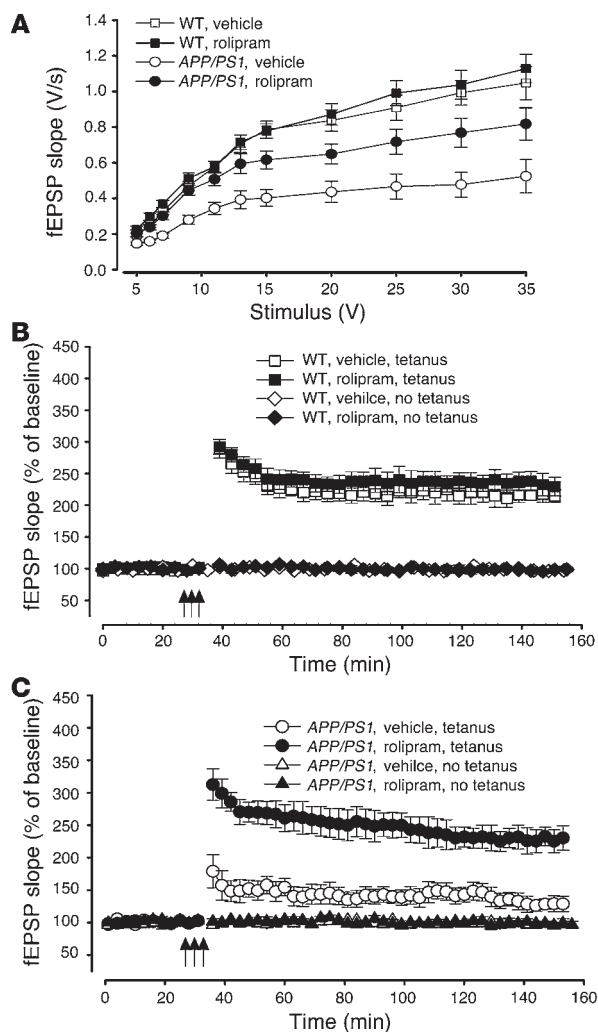 A
WT, vehicle
WT, rolipram
APP/PS1, vehicle
APP/PS1, rolipram
fEPSP slope (V/s)
1.4
1.2
1.0
0.8
0.6
0.4
0.2
0.0
5 10 15 20 25 30 35
Stimulus (V)
B
WT, vehicle, tetanus
WT, rolipram, tetanus
WT, vehilce, no tetanus
WT, rolipram, no tetanus
fEPSP slope (% of baseline)
450
400
350
300
250
200
150
100
50
0 20 40 60 80 100 120 140 160
Time (min)
C
APP/PS1, vehicle, tetanus
APP/PS1, rolipram, tetanus
APP/PS1, vehilce, no tetanus
APP/PS1, rolipram, no tetanus
fEPSP slope (% of baseline)
450
400
350
300
250
200
150
100
50
0 20 40 60 80 100 120 140 160
Time (min)